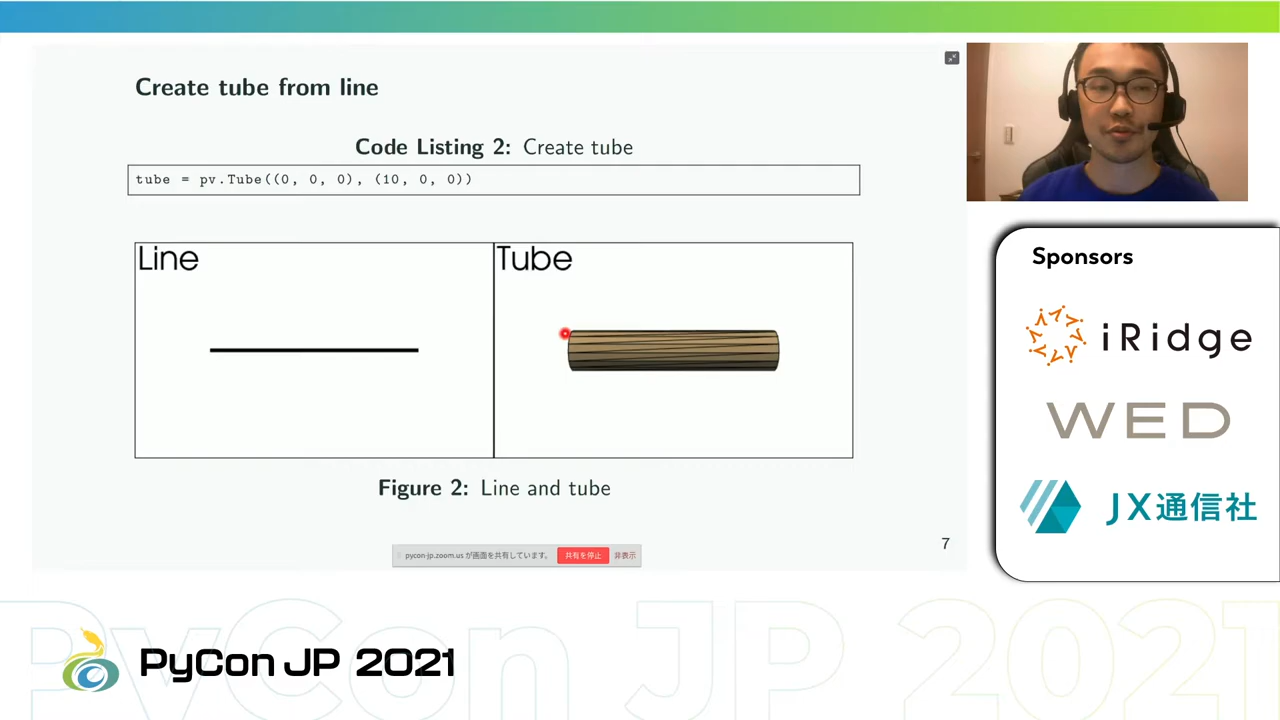 Create tube from line
Code Listing 2: Create tube
tube = pv.Tube((0, 0, 0), (10, 0, 0))
Line
Tube
Figure 2: Line and tube
7
pycon-jp.zoom.us が画面を共有しています。 共有を停止 非表示
Sponsors
iRidge
WED
JX通信社
PyCon JP 2021
PyCon JP 2021